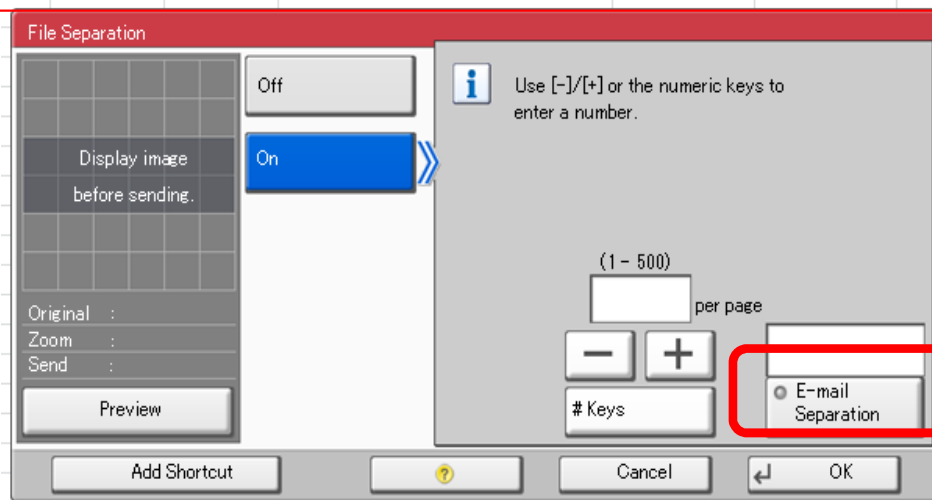 File Separation
Display image
before sending.
Original :
Zoom :
Send :
Preview
Off
On
i
Use [-]/[+] or the numeric keys to
enter a number.
(1 - 500)
per page
− +
# Keys
E-mail
Separation
Add Shortcut
?
Cancel
OK